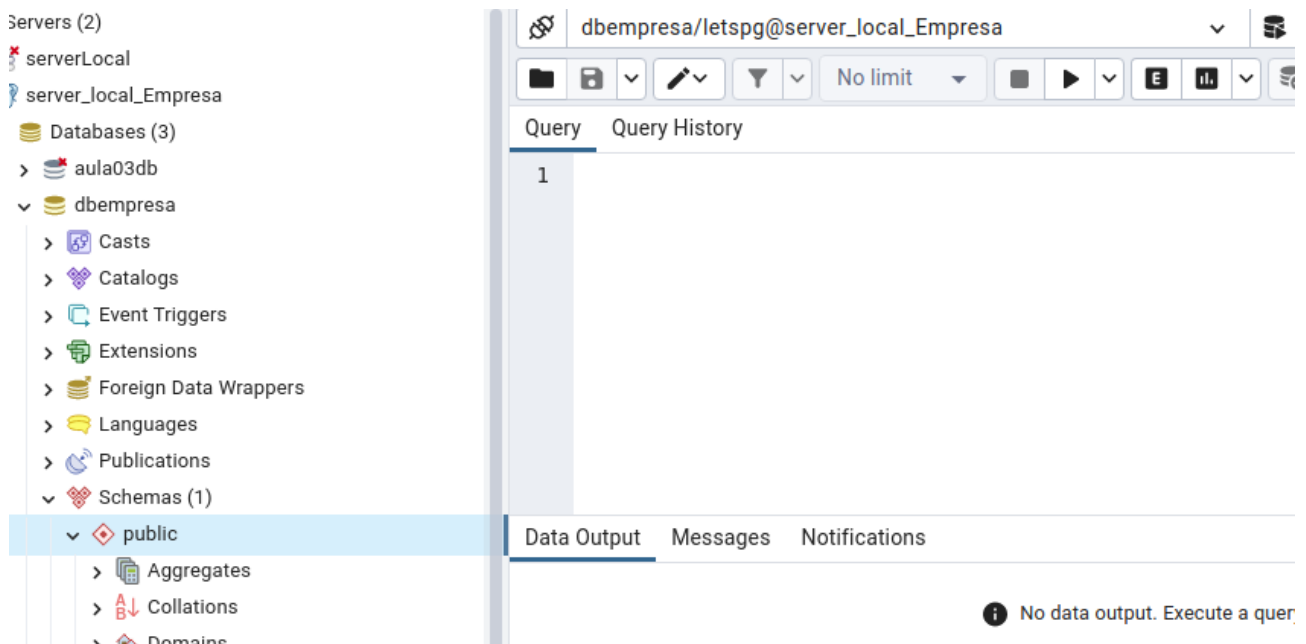 Servers (2)
serverLocal
server_local_Empresa
Databases (3)
aula03db
dbempresa
Casts
Catalogs
Event Triggers
Extensions
Foreign Data Wrappers
Languages
Publications
Schemas (1)
public
Aggregates
Collations
Domains
dbempresa/letspg@server_local_Empresa
No limit
E
Query Query History
1
Data Output Messages Notifications
No data output. Execute a query